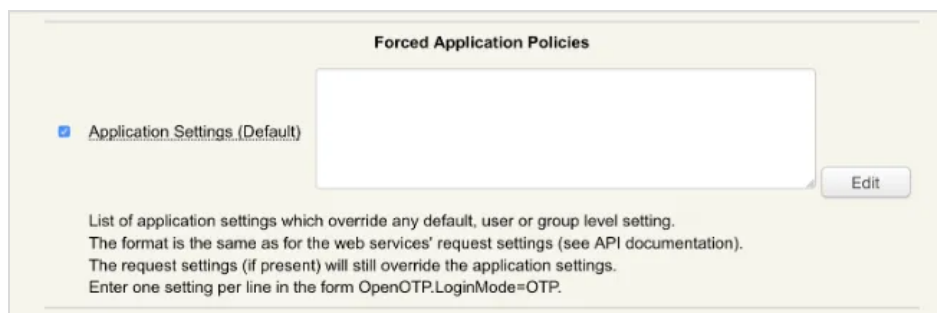 Forced Application Policies
Application Settings (Default)
Edit
List of application settings which override any default, user or group level setting.
The format is the same as for the web services' request settings (see API documentation).
The request settings (if present) will still override the application settings.
Enter one setting per line in the form OpenOTP.LoginMode=OTP.